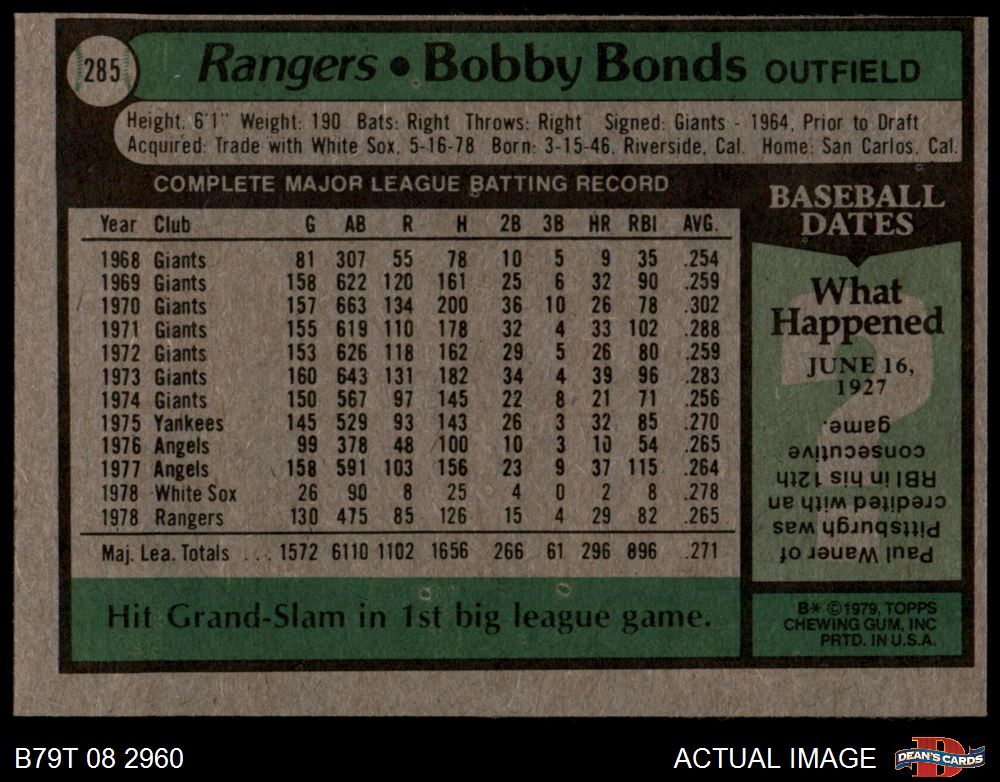 285
Rangers • Bobby Bonds OUTFIELD
Height: 6'1" Weight: 190 Bats: Right Throws: Right Signed: Giants - 1964, Prior to Draft
Acquired: Trade with White Sox, 5-16-78 Born: 3-15-46, Riverside, Cal. Home: San Carlos, Cal.
COMPLETE MAJOR LEAGUE BATTING RECORD
Year Club G AB R H 2B 3B HR RBI AVG.
1968 Giants 81 307 55 78 10 5 9 35 .254
1969 Giants 158 622 120 161 25 6 32 90 .259
1970 Giants 157 663 134 200 36 10 26 78 .302
1971 Giants 155 619 110 178 32 4 33 102 .288
1972 Giants 153 626 118 162 29 5 26 80 .259
1973 Giants 160 643 131 182 34 4 39 96 .283
1974 Giants 150 567 97 145 22 8 21 71 .256
1975 Yankees 145 529 93 143 26 3 32 85 .270
1976 Angels 99 378 48 100 10 3 10 54 .265
1977 Angels 158 591 103 156 23 9 37 115 .264
1978 White Sox 26 90 8 25 4 0 2 8 .278
1978 Rangers 130 475 85 126 15 4 29 82 .265
Maj. Lea. Totals ... 1572 6110 1102 1656 266 61 296 896 .271
Hit Grand-Slam in 1st big league game.
BASEBALL
DATES
What
Happened
JUNE 16,
1927
Paul Waner of
Pittsburgh was
credited with an
RBI in his 12th
consecutive
game.
B* ©1979, TOPPS
CHEWING GUM, INC
PRTD. IN U.S.A.
B79T 08 2960
ACTUAL IMAGE
D
DEAN'S CARDS